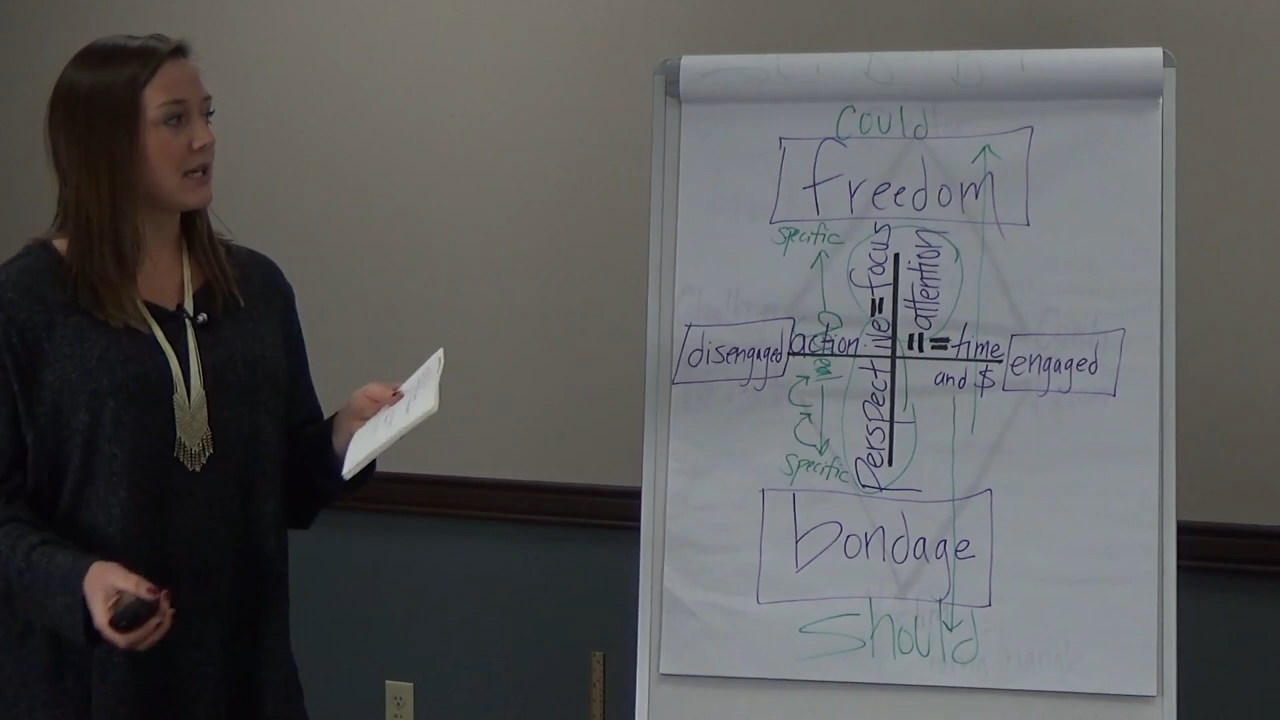 Could
freedom
specific
Perspective = focus
= attention
disengaged
action
= time
and $
engaged
specific
bondage
Should